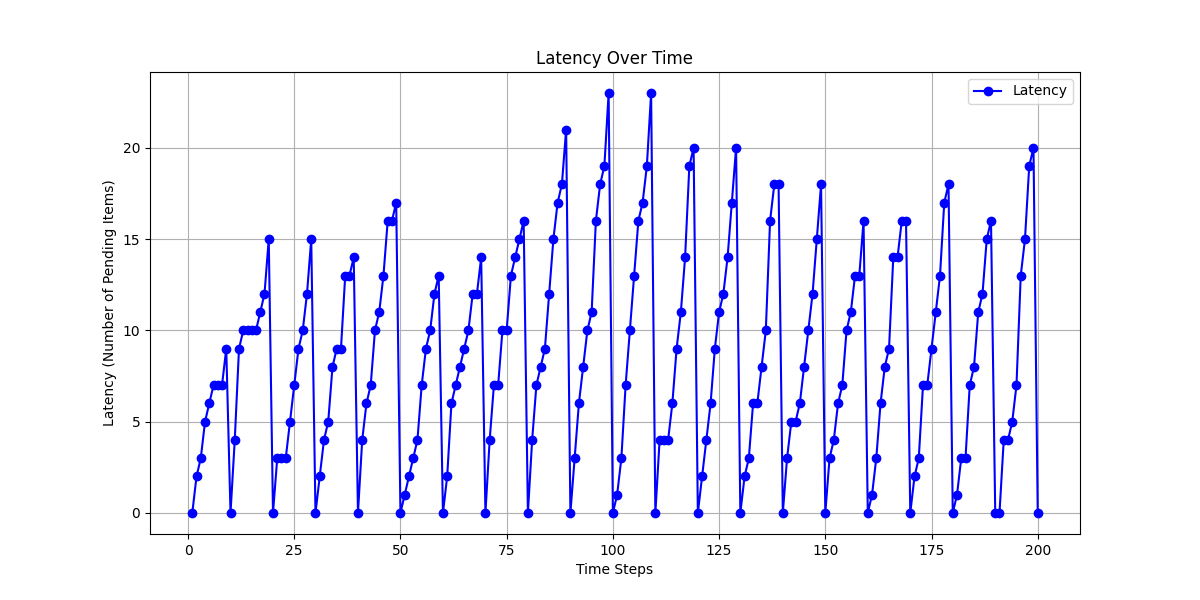 Latency Over Time
Latency
Latency (Number of Pending Items)
20
15
10
5
0
0 25 50 75 100 125 150 175 200
Time Steps